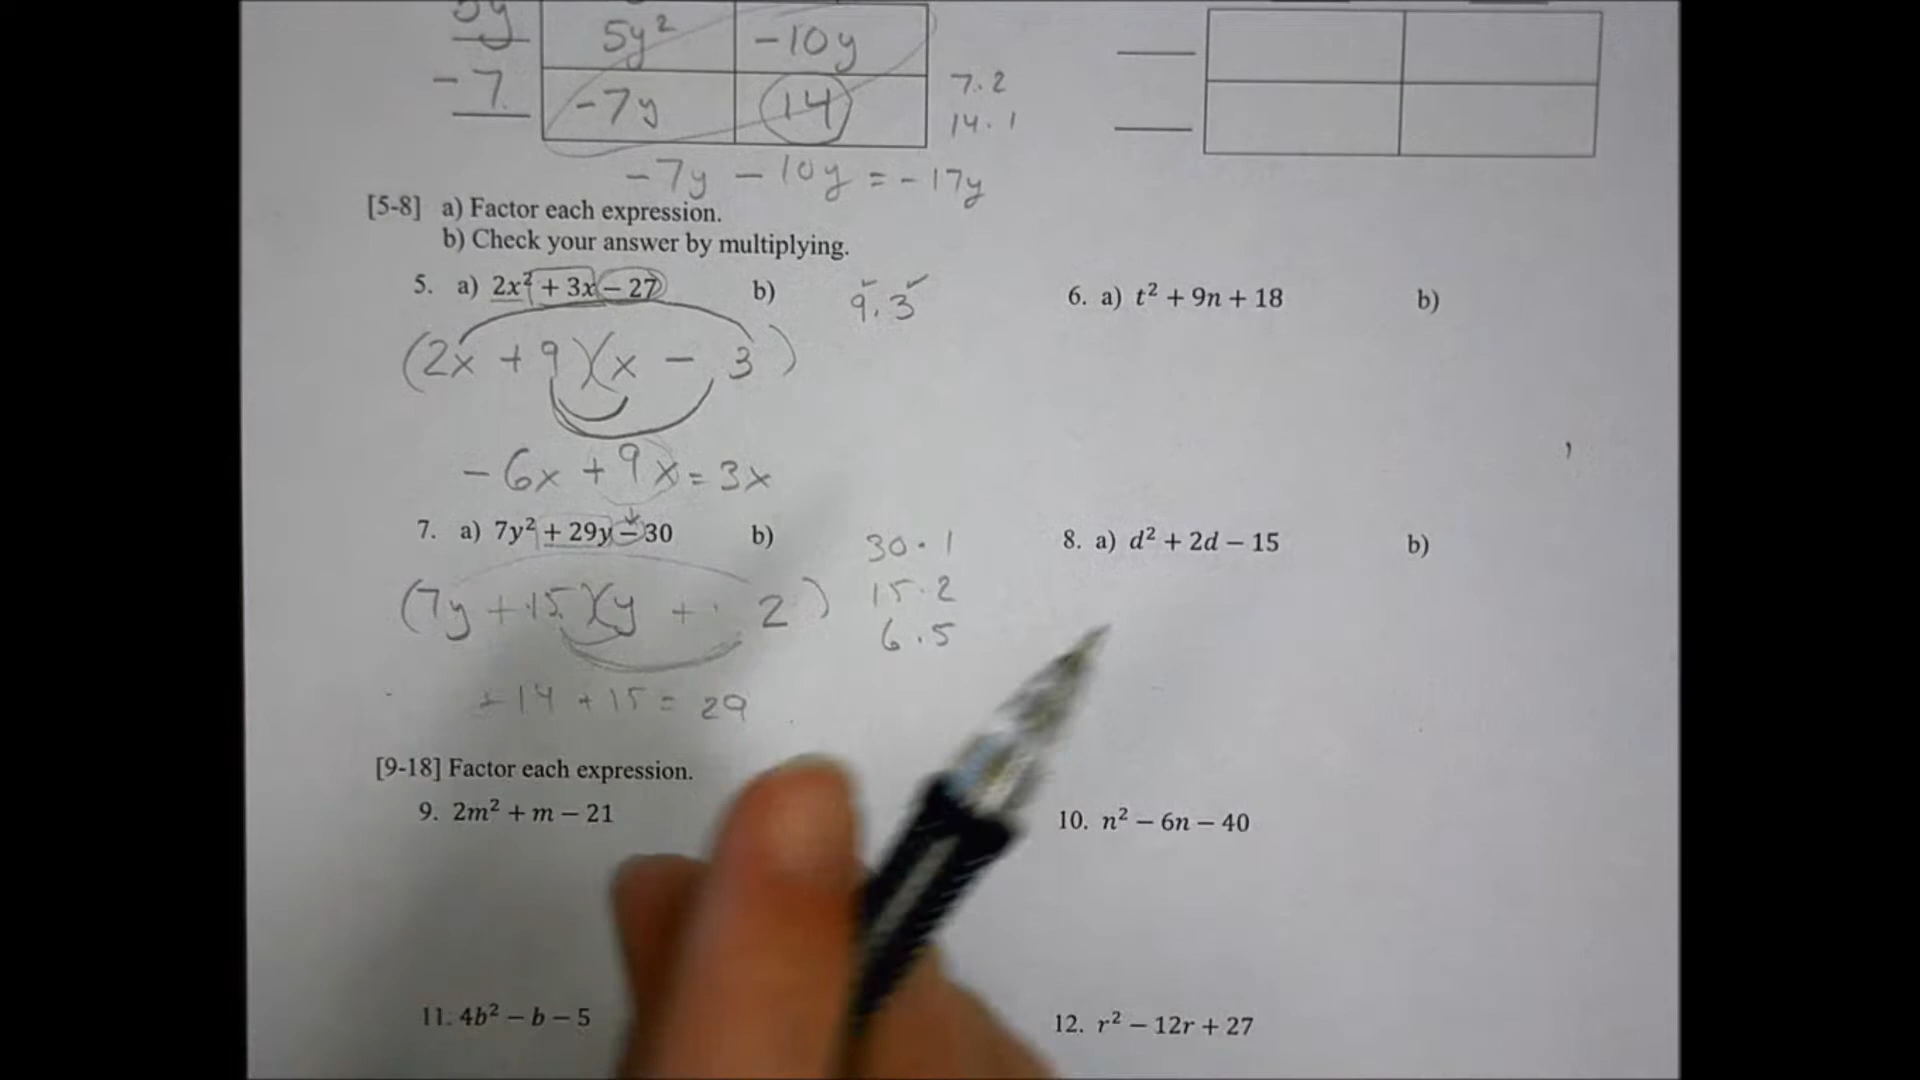 5y 5y² -10y
-7 -7y 14 7.2
14.1
-7y - 10y = -17y
[5-8] a) Factor each expression.
b) Check your answer by multiplying.
5. a) 2x² + 3x - 27 b) 9.3
(2x + 9)(x - 3)
-6x + 9x = 3x
6. a) t² + 9n + 18 b)
7. a) 7y² + 29y - 30 b) 30.1
(7y + 15)(y + 2) 15.2
6.5
+14 + 15 = 29
8. a) d² + 2d - 15 b)
[9-18] Factor each expression.
9. 2m² + m - 21
10. n² - 6n - 40
11. 4b² - b - 5
12. r² - 12r + 27